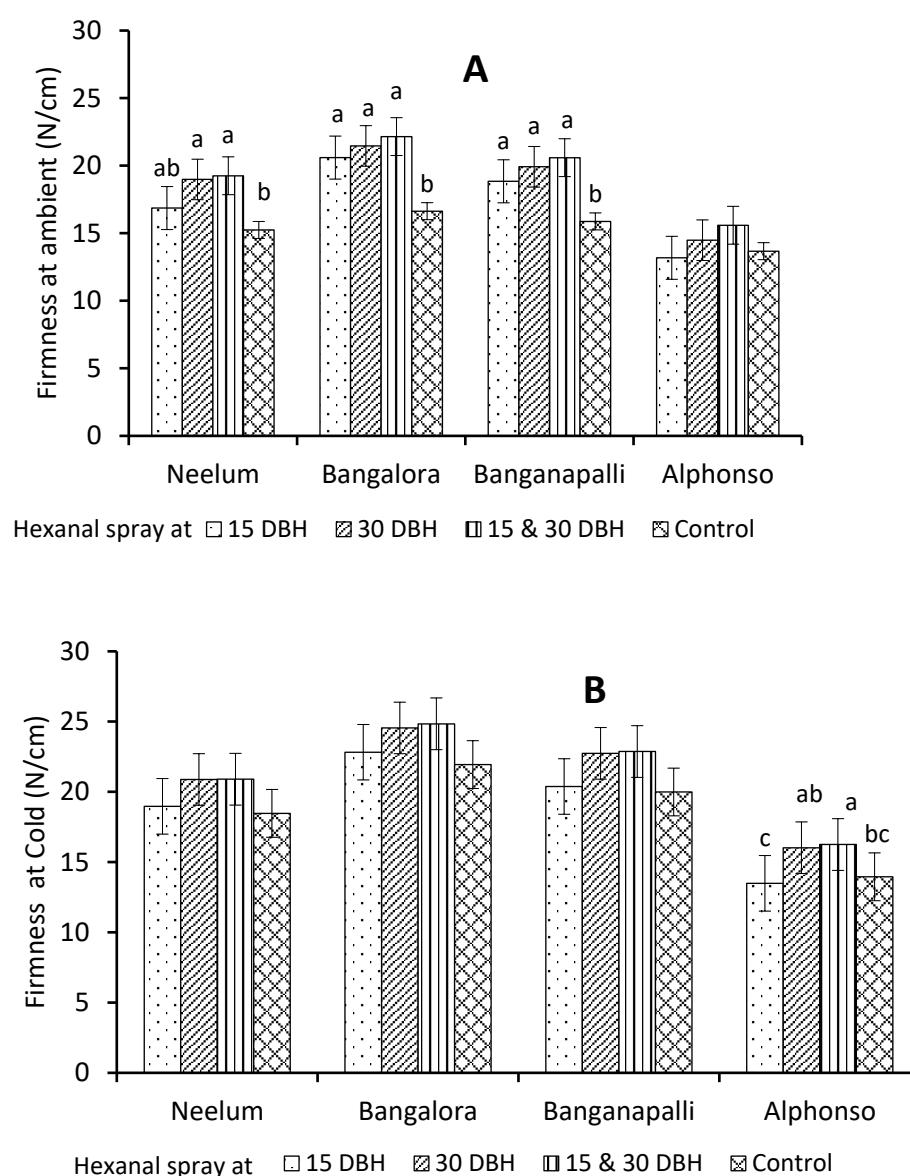 30
25
20
15
10
5
0
Firmness at ambient (N/cm)
A
ab a a b
a a a b
a a a b
Neelum Bangalora Banganapalli Alphonso
Hexanal spray at 15 DBH 30 DBH 15 & 30 DBH Control
30
25
20
15
10
5
0
Firmness at Cold (N/cm)
B
c ab a bc
Neelum Bangalora Banganapalli Alphonso
Hexanal spray at 15 DBH 30 DBH 15 & 30 DBH Control